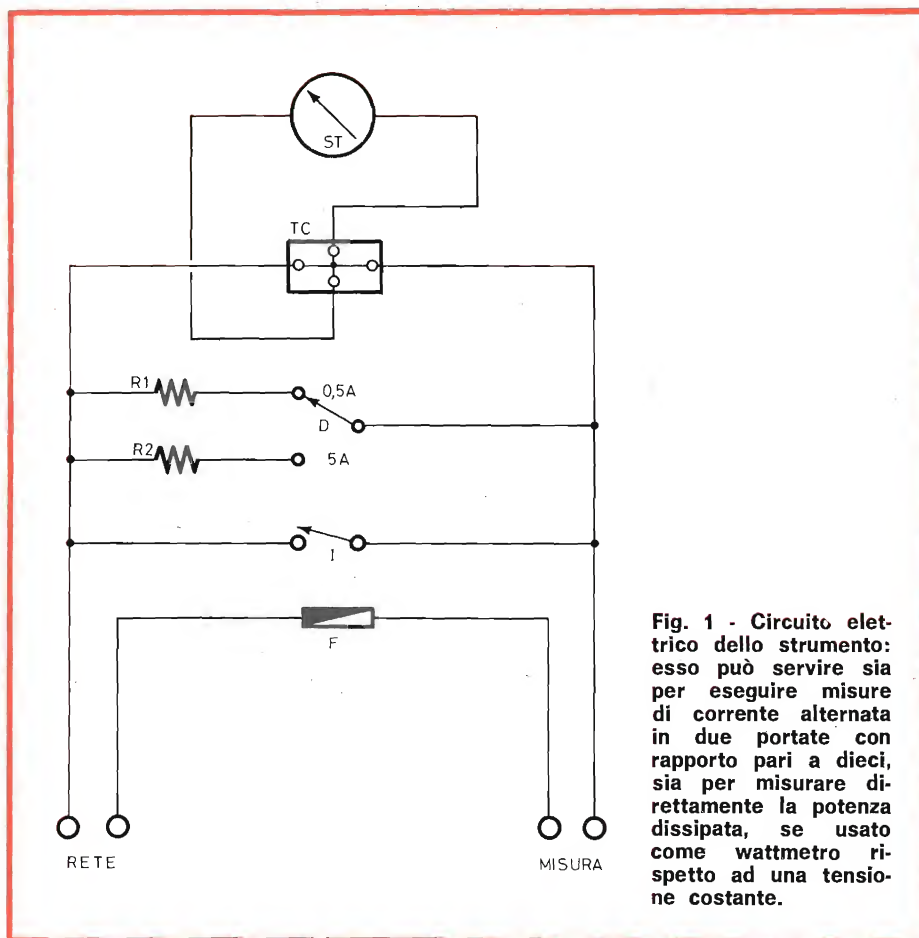 ST
TC
R1
0,5A
D
R2
5A
I
F
RETE
MISURA
Fig. 1 - Circuito elet-
trico dello strumento:
esso può servire sia
per eseguire misure
di corrente alternata
in due portate con
rapporto pari a dieci,
sia per misurare di-
rettamente la potenza
dissipata, se usato
come wattmetro ri-
spetto ad una tensio-
ne costante.